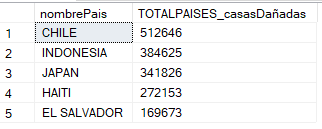 nombrePais TOTALPAISES_casasDañadas
1 CHILE 512646
2 INDONESIA 384625
3 JAPAN 341826
4 HAITI 272153
5 EL SALVADOR 169673